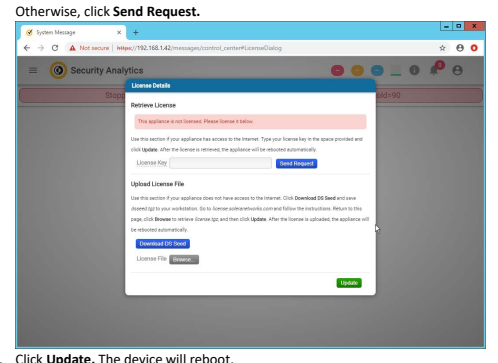 Otherwise, click Send Request.
System Message
Not secure | https://192.168.1.42/messages/control_center#LicenseDialog
Security Analytics
License Details
Retrieve License
This appliance is not licensed. Please license it below.
Use this section if your appliance has access to the Internet. Type your license key in the space provided and
click Update. After the license is retrieved, the appliance will be rebooted automatically.
License Key
Send Request
Upload License File
Use this section if your appliance does not have access to the Internet. Click Download DS Seed and save
dsseed.tgz to your workstation. Go to license.soleranetworks.com and follow the instructions. Return to this
page, click Browse to retrieve license.tgz, and then click Update. After the license is uploaded, the appliance will
be rebooted automatically.
Download DS Seed
License File Browse...
Update
Click Update. The device will reboot.